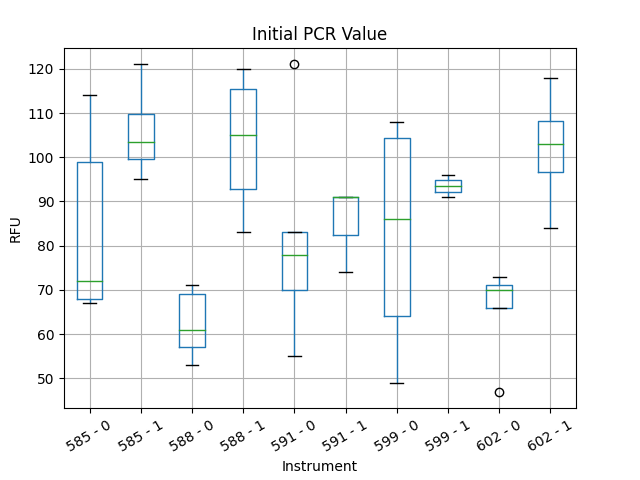 Initial PCR Value
120
110
100
90
80
70
60
50
RFU
585 - 0
585 - 1
588 - 0
588 - 1
591 - 0
591 - 1
599 - 0
599 - 1
602 - 0
602 - 1
Instrument